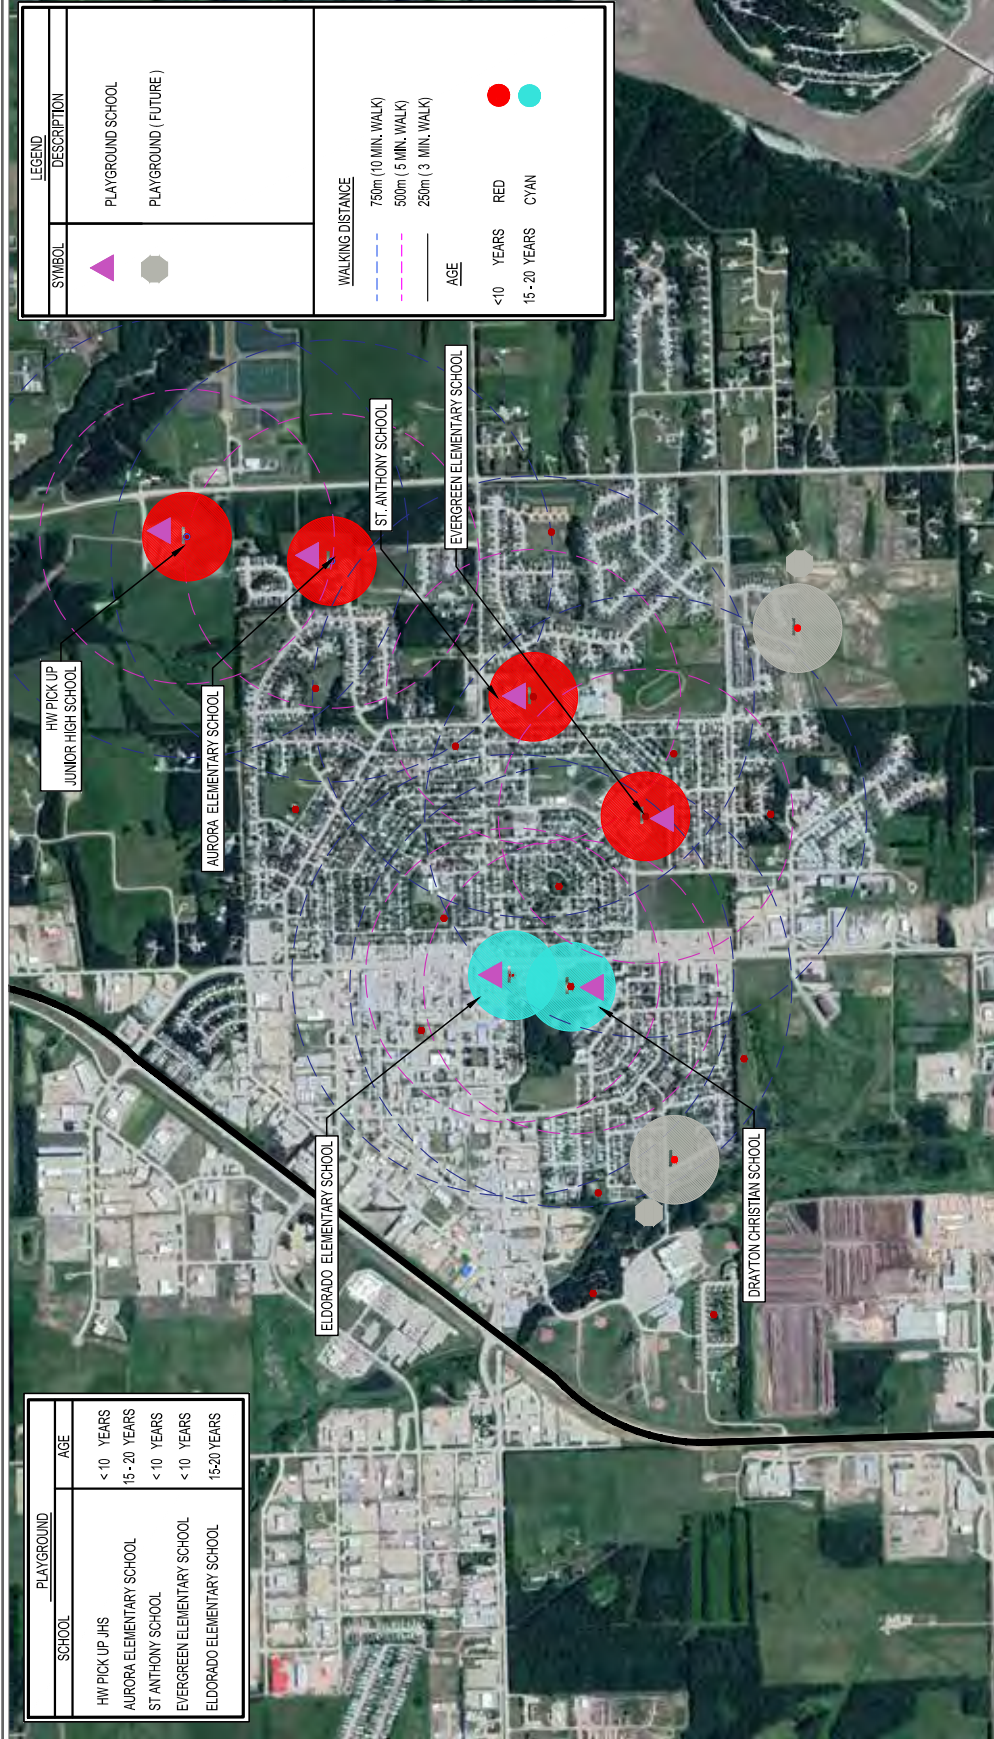 LEGEND
SYMBOL DESCRIPTION
PLAYGROUND SCHOOL
PLAYGROUND ( FUTURE )
WALKING DISTANCE
750m (10 MIN. WALK)
500m ( 5 MIN. WALK)
250m ( 3 MIN. WALK)
AGE
<10 YEARS RED
15 - 20 YEARS CYAN
HW PICK UP
JUNIOR HIGH SCHOOL
AURORA ELEMENTARY SCHOOL
ST. ANTHONY SCHOOL
EVERGREEN ELEMENTARY SCHOOL
ELDORADO ELEMENTARY SCHOOL
DRAYTON CHRISTIAN SCHOOL
PLAYGROUND
SCHOOL AGE
HW PICK UP JHS < 10 YEARS
AURORA ELEMENTARY SCHOOL 15 - 20 YEARS
ST ANTHONY SCHOOL < 10 YEARS
EVERGREEN ELEMENTARY SCHOOL < 10 YEARS
ELDORADO ELEMENTARY SCHOOL 15-20 YEARS